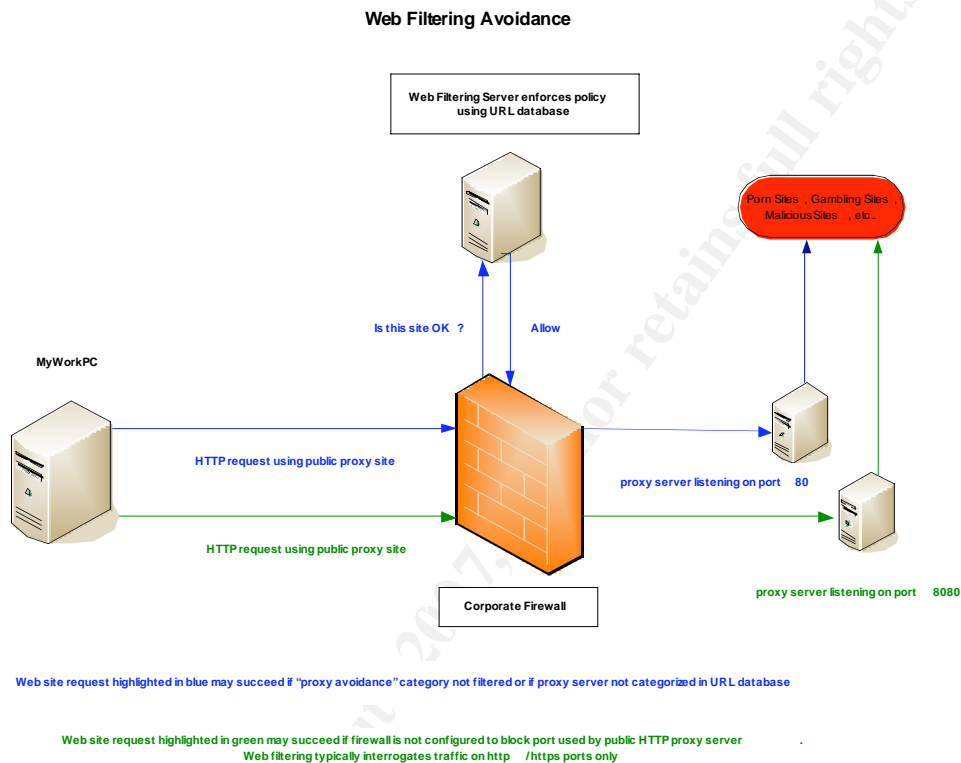 Web Filtering Avoidance
Web Filtering Server enforces policy
using URL database
Porn Sites , Gambling Sites ,
Malicious Sites , etc..
Is this site OK ?
Allow
MyWorkPC
HTTP request using public proxy site
proxy server listening on port 80
HTTP request using public proxy site
proxy server listening on port 8080
Corporate Firewall
Web site request highlighted in blue may succeed if “proxy avoidance” category not filtered or if proxy server not categorized in URL database
Web site request highlighted in green may succeed if firewall is not configured to block port used by public HTTP proxy server .
Web filtering typically interrogates traffic on http /https ports only
2007,
or retains full rights